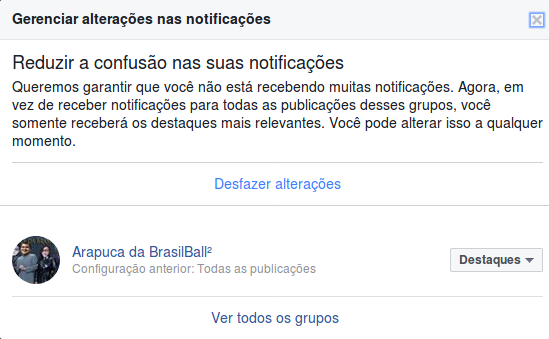 Gerenciar alterações nas notificações
Reduzir a confusão nas suas notificações
Queremos garantir que você não está recebendo muitas notificações. Agora, em
vez de receber notificações para todas as publicações desses grupos, você
somente receberá os destaques mais relevantes. Você pode alterar isso a qualquer
momento.
Desfazer alterações
Arapuca da BrasilBall²
Configuração anterior: Todas as publicações
Destaques
Ver todos os grupos